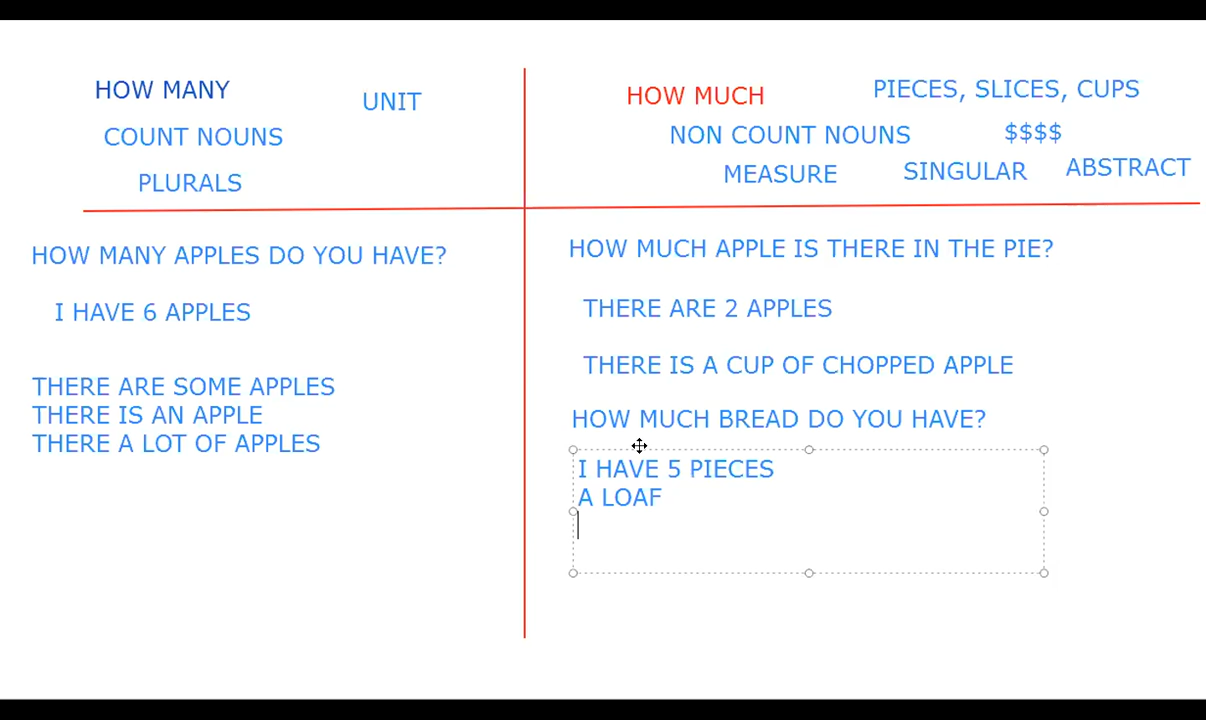 HOW MANY
UNIT
COUNT NOUNS
PLURALS
HOW MANY APPLES DO YOU HAVE?
I HAVE 6 APPLES
THERE ARE SOME APPLES
THERE IS AN APPLE
THERE A LOT OF APPLES
HOW MUCH
PIECES, SLICES, CUPS
NON COUNT NOUNS
$$$$
MEASURE
SINGULAR
ABSTRACT
HOW MUCH APPLE IS THERE IN THE PIE?
THERE ARE 2 APPLES
THERE IS A CUP OF CHOPPED APPLE
HOW MUCH BREAD DO YOU HAVE?
I HAVE 5 PIECES
A LOAF